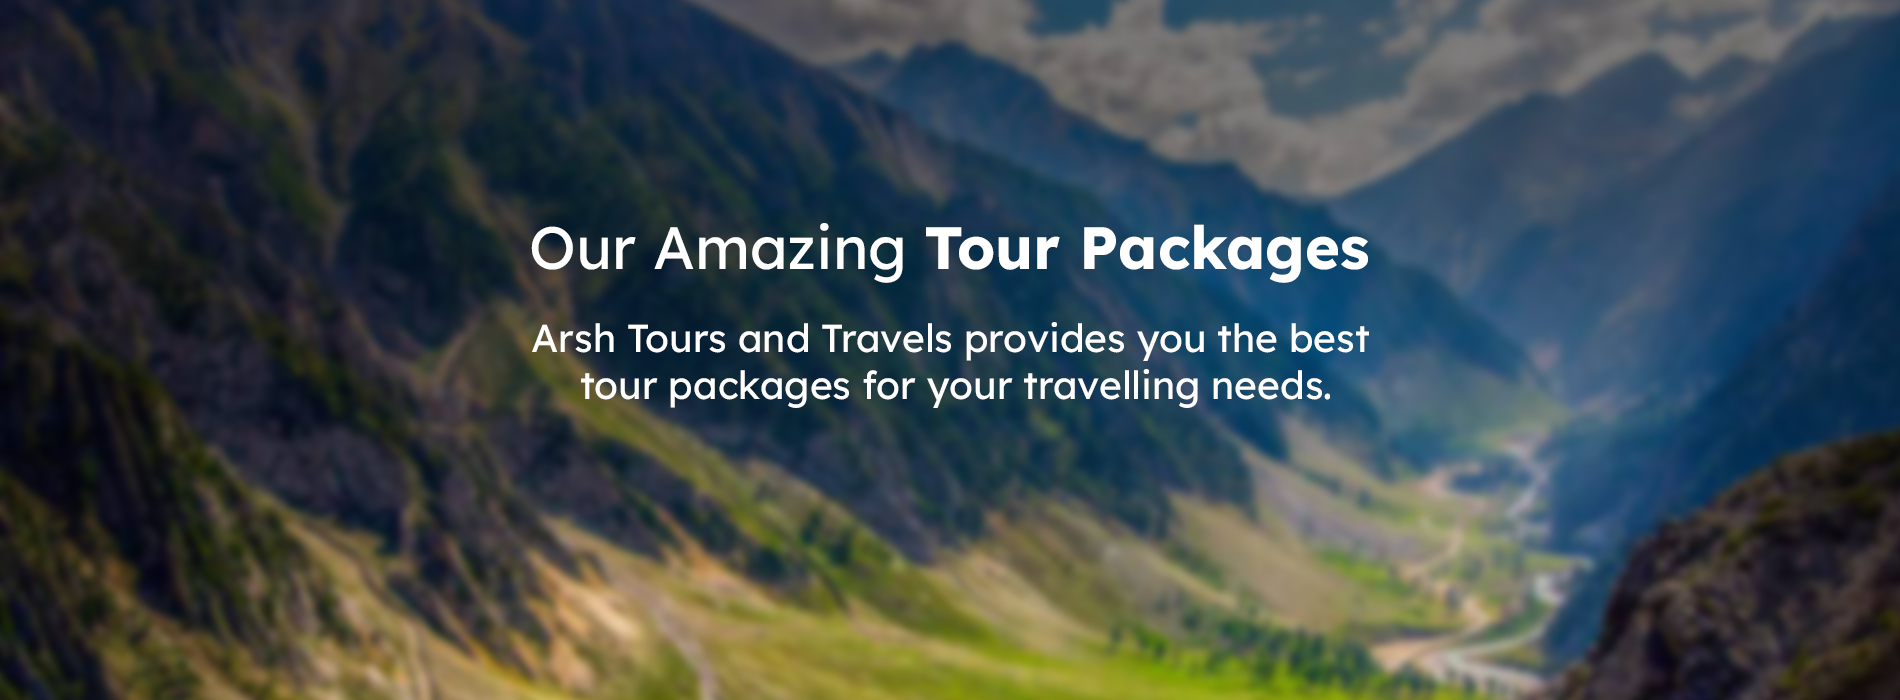 Our Amazing Tour Packages
Arsh Tours and Travels provides you the best
tour packages for your travelling needs.